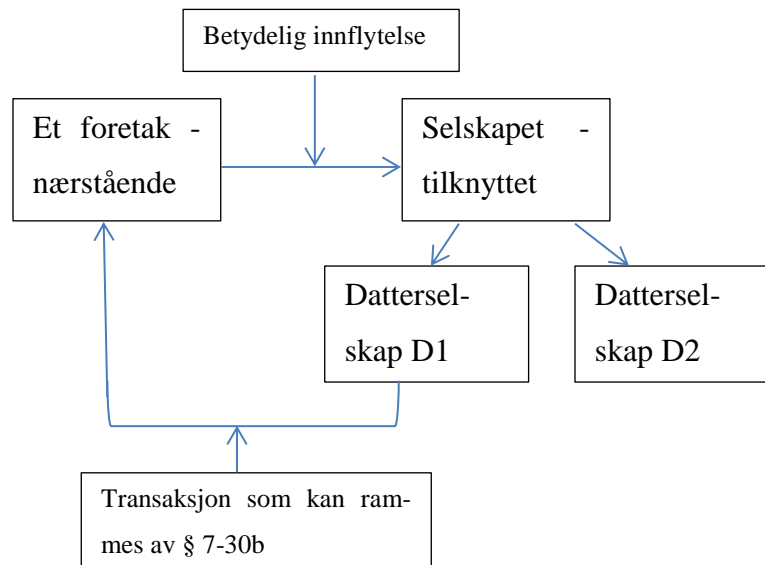 Betydelig innflytelse
Et foretak -
nærstående
Selskapet -
tilknyttet
Dattersel-
skap D1
Dattersel-
skap D2
Transaksjon som kan ram-
mes av § 7-30b